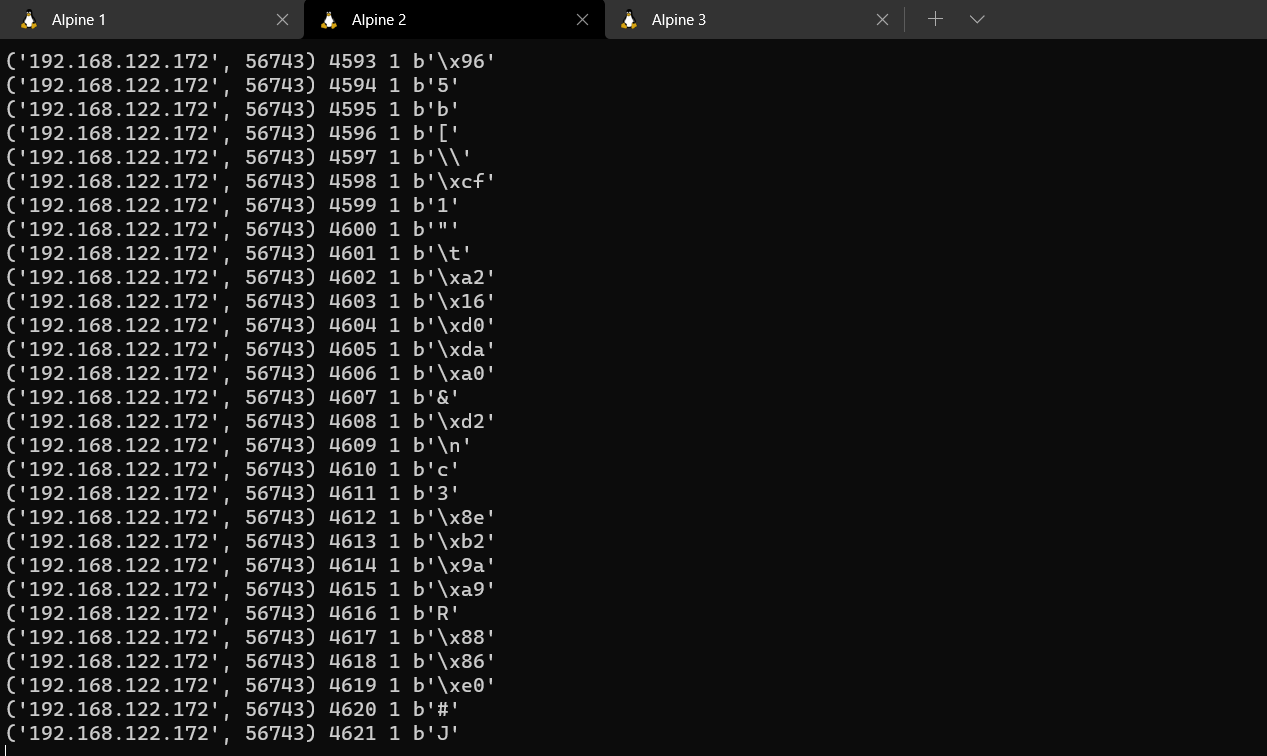 Alpine 1 Alpine 2 Alpine 3
('192.168.122.172', 56743) 4593 1 b'\x96'
('192.168.122.172', 56743) 4594 1 b'5'
('192.168.122.172', 56743) 4595 1 b'b'
('192.168.122.172', 56743) 4596 1 b'['
('192.168.122.172', 56743) 4597 1 b'\\'
('192.168.122.172', 56743) 4598 1 b'\xcf'
('192.168.122.172', 56743) 4599 1 b'1'
('192.168.122.172', 56743) 4600 1 b'"'
('192.168.122.172', 56743) 4601 1 b'\t'
('192.168.122.172', 56743) 4602 1 b'\xa2'
('192.168.122.172', 56743) 4603 1 b'\x16'
('192.168.122.172', 56743) 4604 1 b'\xd0'
('192.168.122.172', 56743) 4605 1 b'\xda'
('192.168.122.172', 56743) 4606 1 b'\xa0'
('192.168.122.172', 56743) 4607 1 b'&'
('192.168.122.172', 56743) 4608 1 b'\xd2'
('192.168.122.172', 56743) 4609 1 b'\n'
('192.168.122.172', 56743) 4610 1 b'c'
('192.168.122.172', 56743) 4611 1 b'3'
('192.168.122.172', 56743) 4612 1 b'\x8e'
('192.168.122.172', 56743) 4613 1 b'\xb2'
('192.168.122.172', 56743) 4614 1 b'\x9a'
('192.168.122.172', 56743) 4615 1 b'\xa9'
('192.168.122.172', 56743) 4616 1 b'R'
('192.168.122.172', 56743) 4617 1 b'\x88'
('192.168.122.172', 56743) 4618 1 b'\x86'
('192.168.122.172', 56743) 4619 1 b'\xe0'
('192.168.122.172', 56743) 4620 1 b'#'
('192.168.122.172', 56743) 4621 1 b'J'